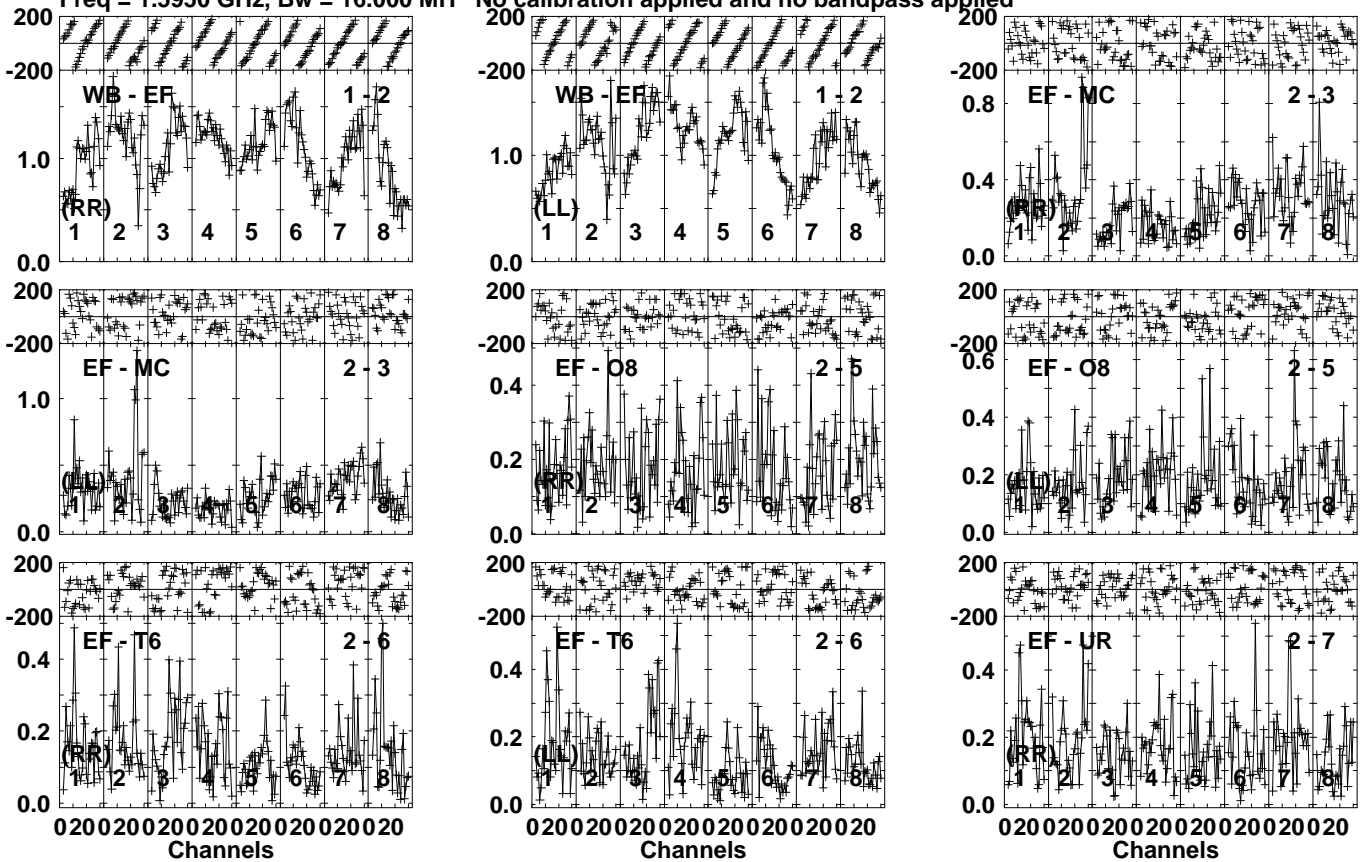 Freq = 1.5950 GHz, Bw = 16.000 MH No calibration applied and no bandpass applied
200 200 200
-200 -200 -200
WB - EF 1 - 2 WB - EF 1 - 2 EF - MC 2 - 3
0.8
1.0 1.0
0.4
(RR) (LL) (RR)
1 2 3 4 5 6 7 8 1 2 3 4 5 6 7 8 1 2 3 4 5 6 7 8
0.0 0.0 0.0
200 200 200
-200 -200 -200
EF - MC 2 - 3 EF - O8 2 - 5 EF - O8 2 - 5
0.6
1.0 0.4 0.4
0.2 0.2
(LL) (RR) (LL)
1 2 3 4 5 6 7 8 1 2 3 4 5 6 7 8 1 2 3 4 5 6 7 8
0.0 0.0 0.0
200 200 200
-200 -200 -200
EF - T6 2 - 6 EF - T6 2 - 6 EF - UR 2 - 7
0.4 0.4 0.4
0.2 0.2 0.2
(RR) (LL) (RR)
1 2 3 4 5 6 7 8 1 2 3 4 5 6 7 8 1 2 3 4 5 6 7 8
0.0 0.0 0.0
0 20 0 20 0 20 0 20 0 20 0 20 0 20 0 20 0 20 0 20 0 20 0 20 0 20 0 20 0 20 0 20 0 20 0 20 0 20 0 20 0 20 0 20 0 20 0 20
Channels Channels Channels